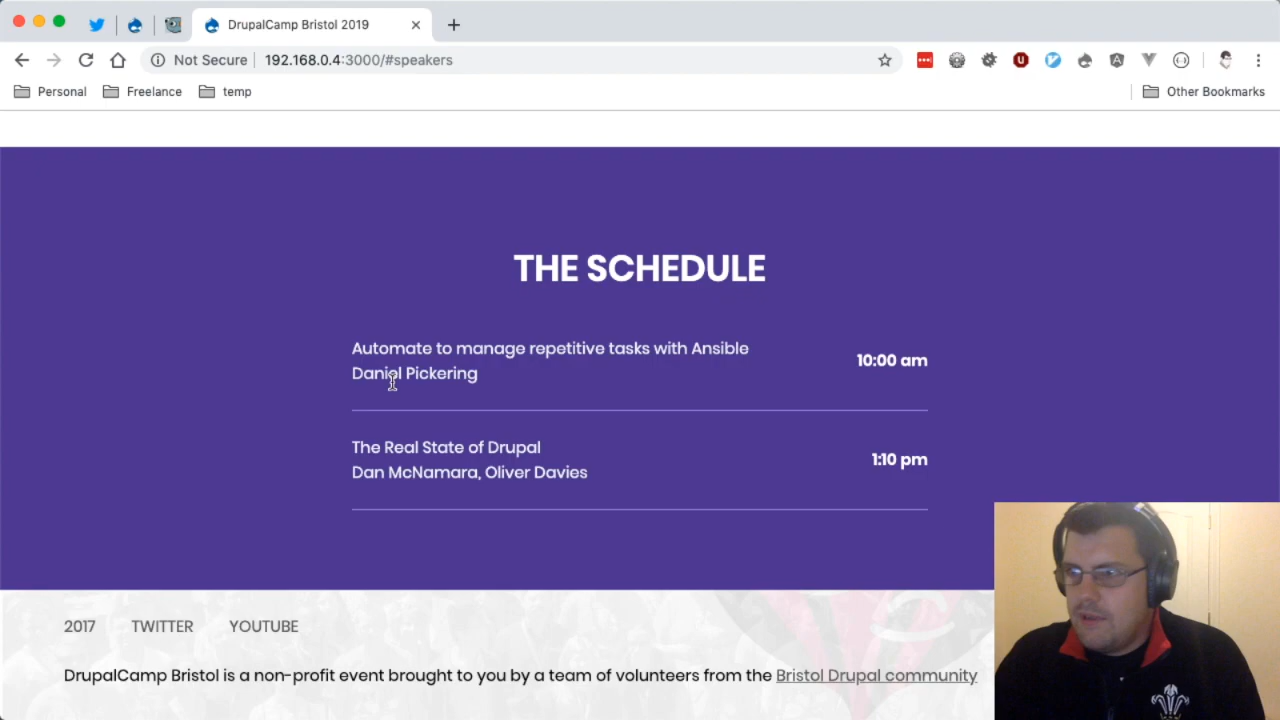 DrupalCamp Bristol 2019
Not Secure
192.168.0.4:3000/#speakers
Personal
Freelance
temp
Other Bookmarks
THE SCHEDULE
Automate to manage repetitive tasks with Ansible
Daniel Pickering
10:00 am
The Real State of Drupal
Dan McNamara, Oliver Davies
1:10 pm
2017 TWITTER YOUTUBE
DrupalCamp Bristol is a non-profit event brought to you by a team of volunteers from the Bristol Drupal community